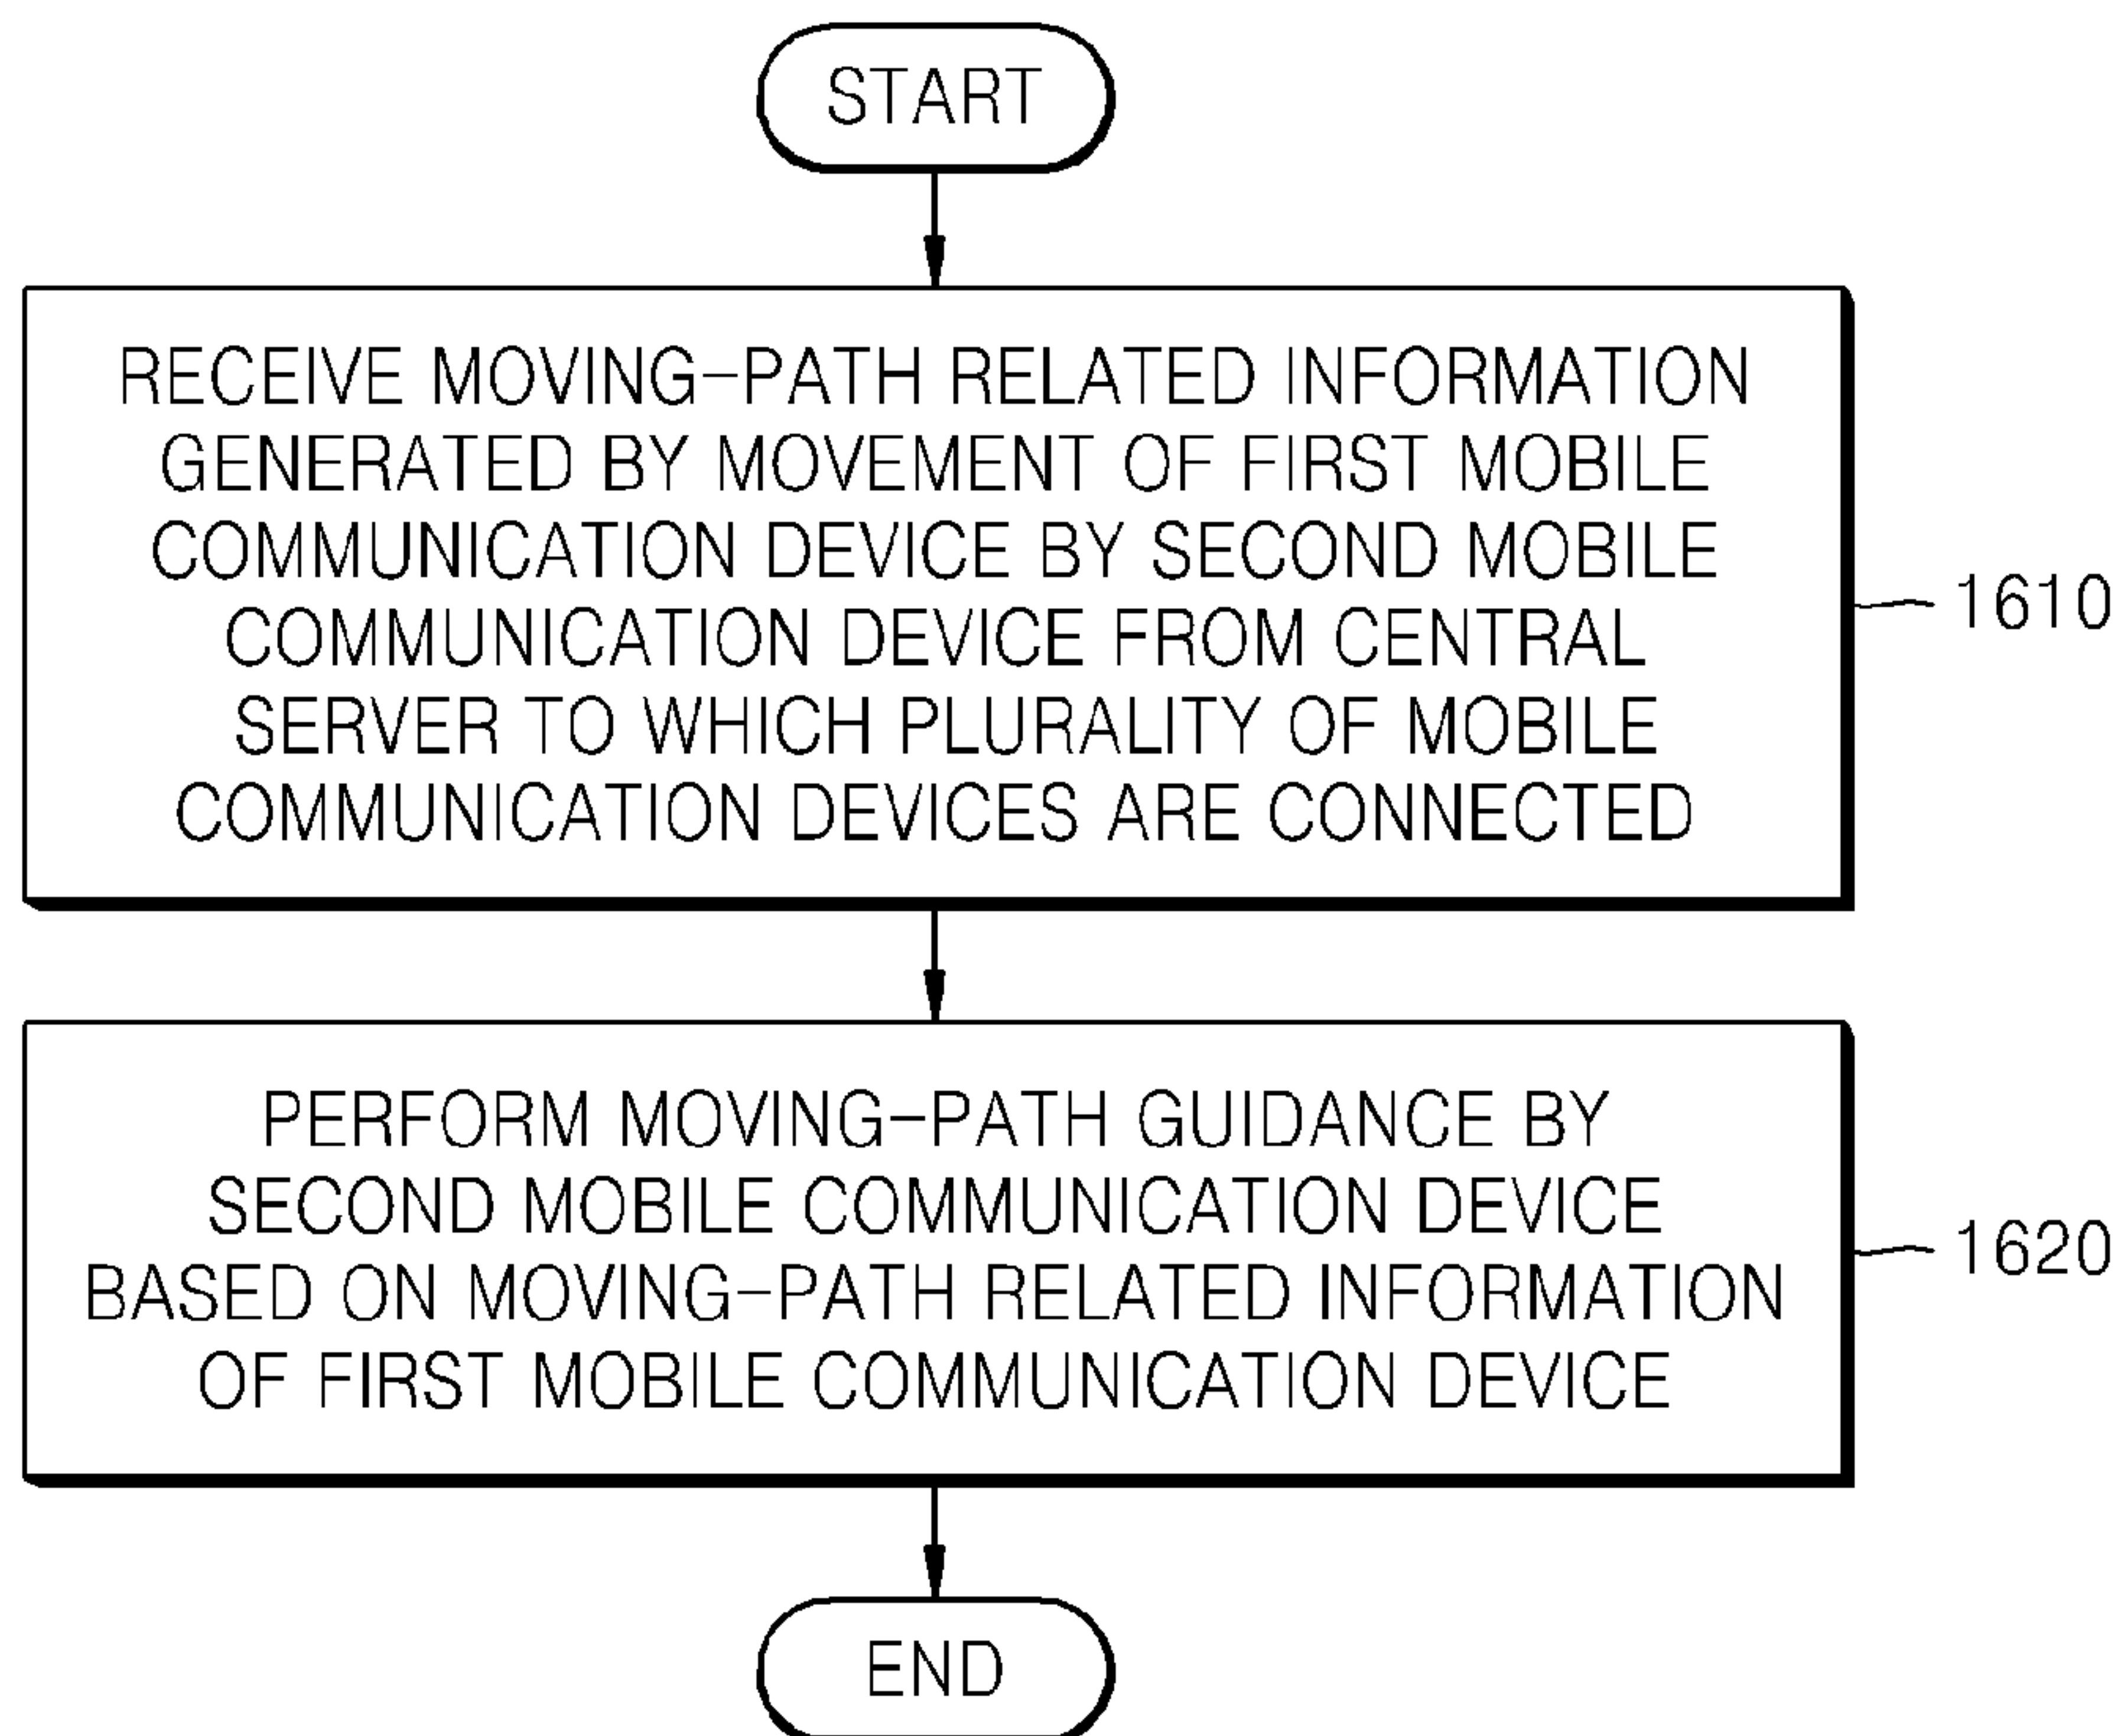 START
RECEIVE MOVING-PATH RELATED INFORMATION
GENERATED BY MOVEMENT OF FIRST MOBILE
COMMUNICATION DEVICE BY SECOND MOBILE
COMMUNICATION DEVICE FROM CENTRAL
SERVER TO WHICH PLURALITY OF MOBILE
COMMUNICATION DEVICES ARE CONNECTED
1610
PERFORM MOVING-PATH GUIDANCE BY
SECOND MOBILE COMMUNICATION DEVICE
BASED ON MOVING-PATH RELATED INFORMATION
OF FIRST MOBILE COMMUNICATION DEVICE
1620
END